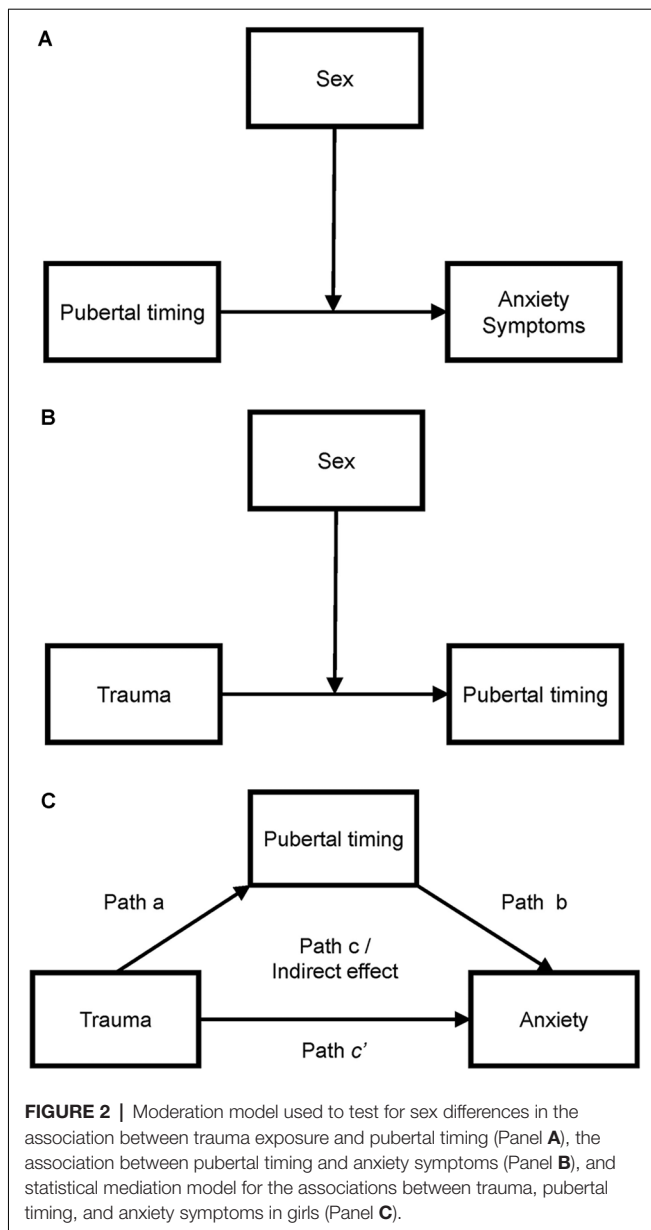 A
Sex
Pubertal timing
Anxiety
Symptoms
B
Sex
Trauma
Pubertal timing
C
Pubertal timing
Path a
Path b
Path c /
Indirect effect
Trauma
Anxiety
Path c'
FIGURE 2 | Moderation model used to test for sex differences in the
association between trauma exposure and pubertal timing (Panel A), the
association between pubertal timing and anxiety symptoms (Panel B), and
statistical mediation model for the associations between trauma, pubertal
timing, and anxiety symptoms in girls (Panel C).